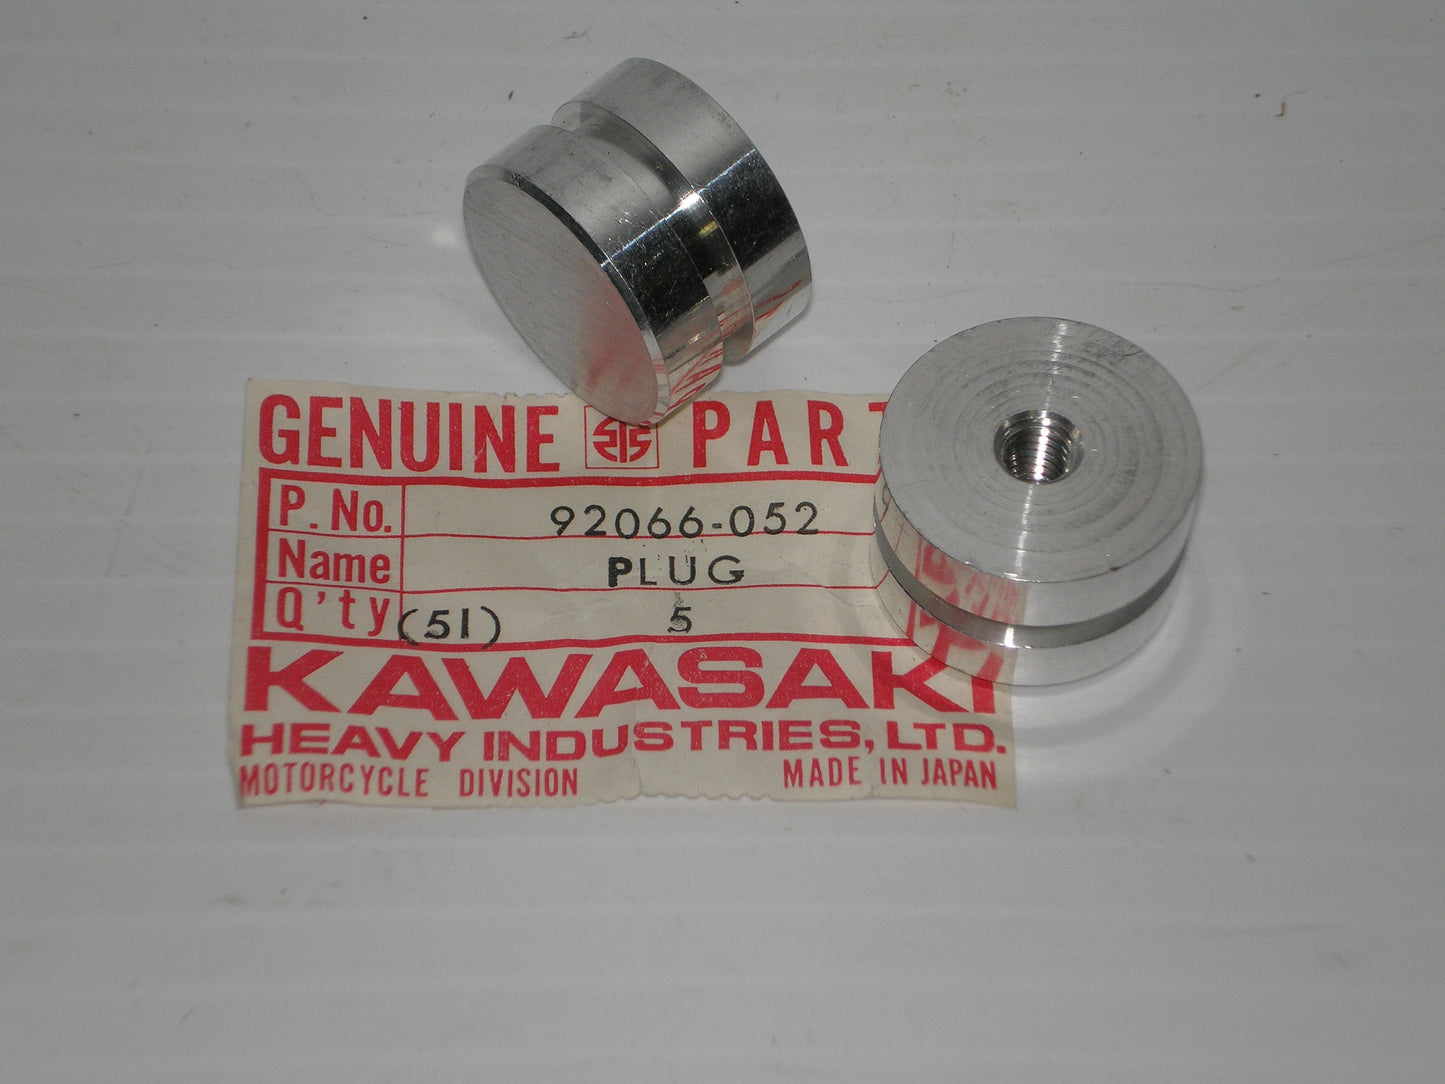 GENUINE PART
P. No. 92066-052
Name PLUG
Q'ty (51) 5
KAWASAKI
HEAVY INDUSTRIES, LTD.
MOTORCYCLE DIVISION MADE IN JAPAN